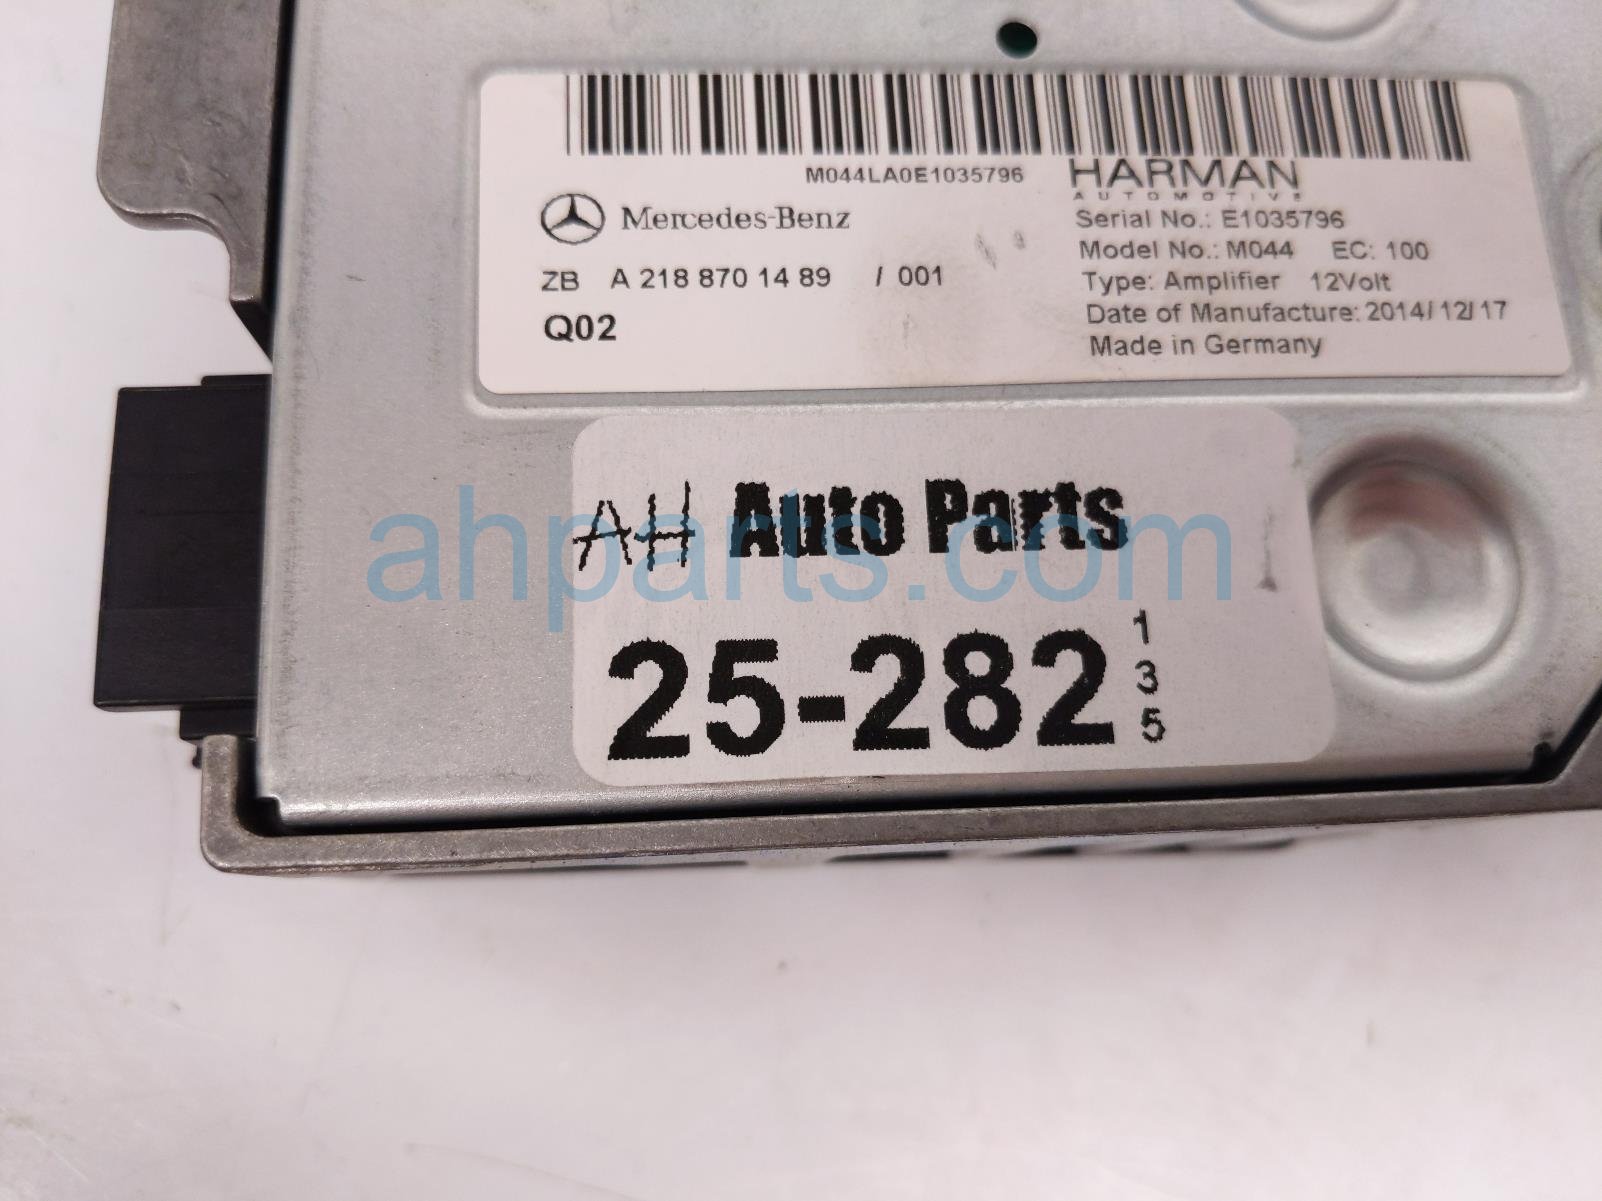 M044LA0E1035796
HARMAN
AUTOMOTIVE
Mercedes-Benz
Serial No.: E1035796
Model No.: M044 EC: 100
ZB A 218 870 14 89 / 001
Type: Amplifier 12Volt
Q02
Date of Manufacture: 2014/12/17
Made in Germany
AH Auto Parts
ahparts.com
25-282
1
3
5